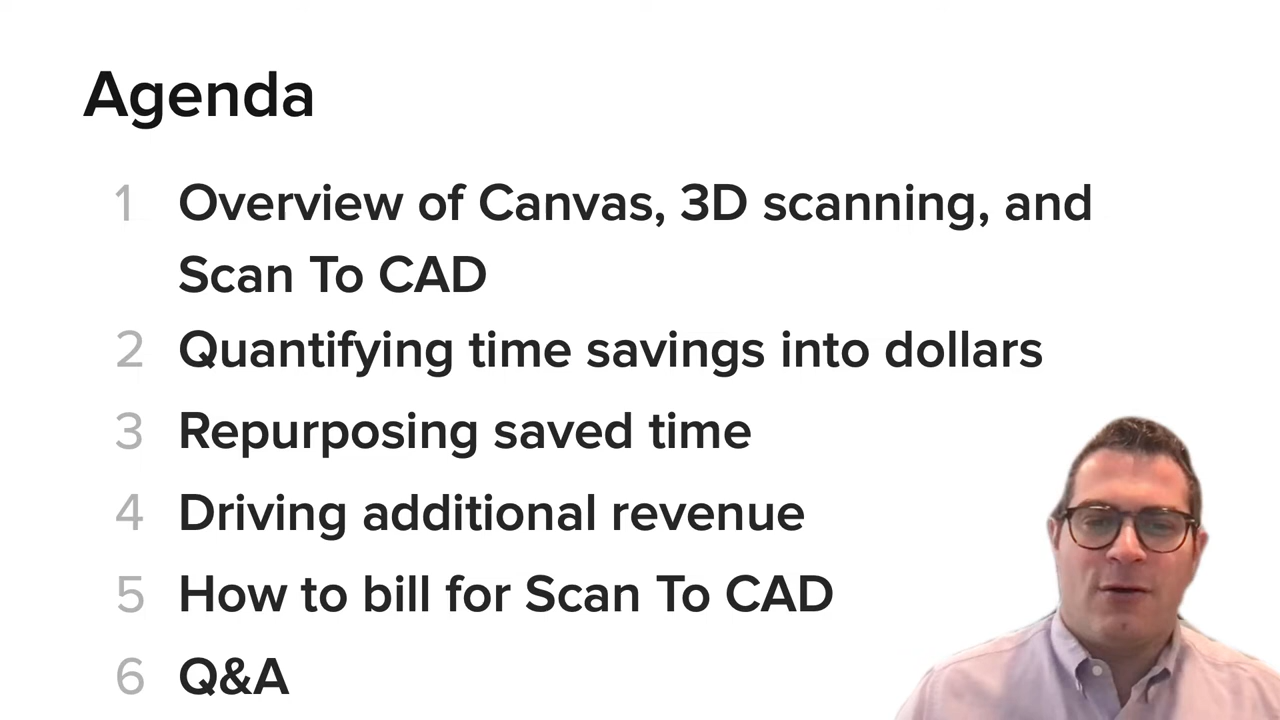 Agenda
1 Overview of Canvas, 3D scanning, and
Scan To CAD
2 Quantifying time savings into dollars
3 Repurposing saved time
4 Driving additional revenue
5 How to bill for Scan To CAD
6 Q&A